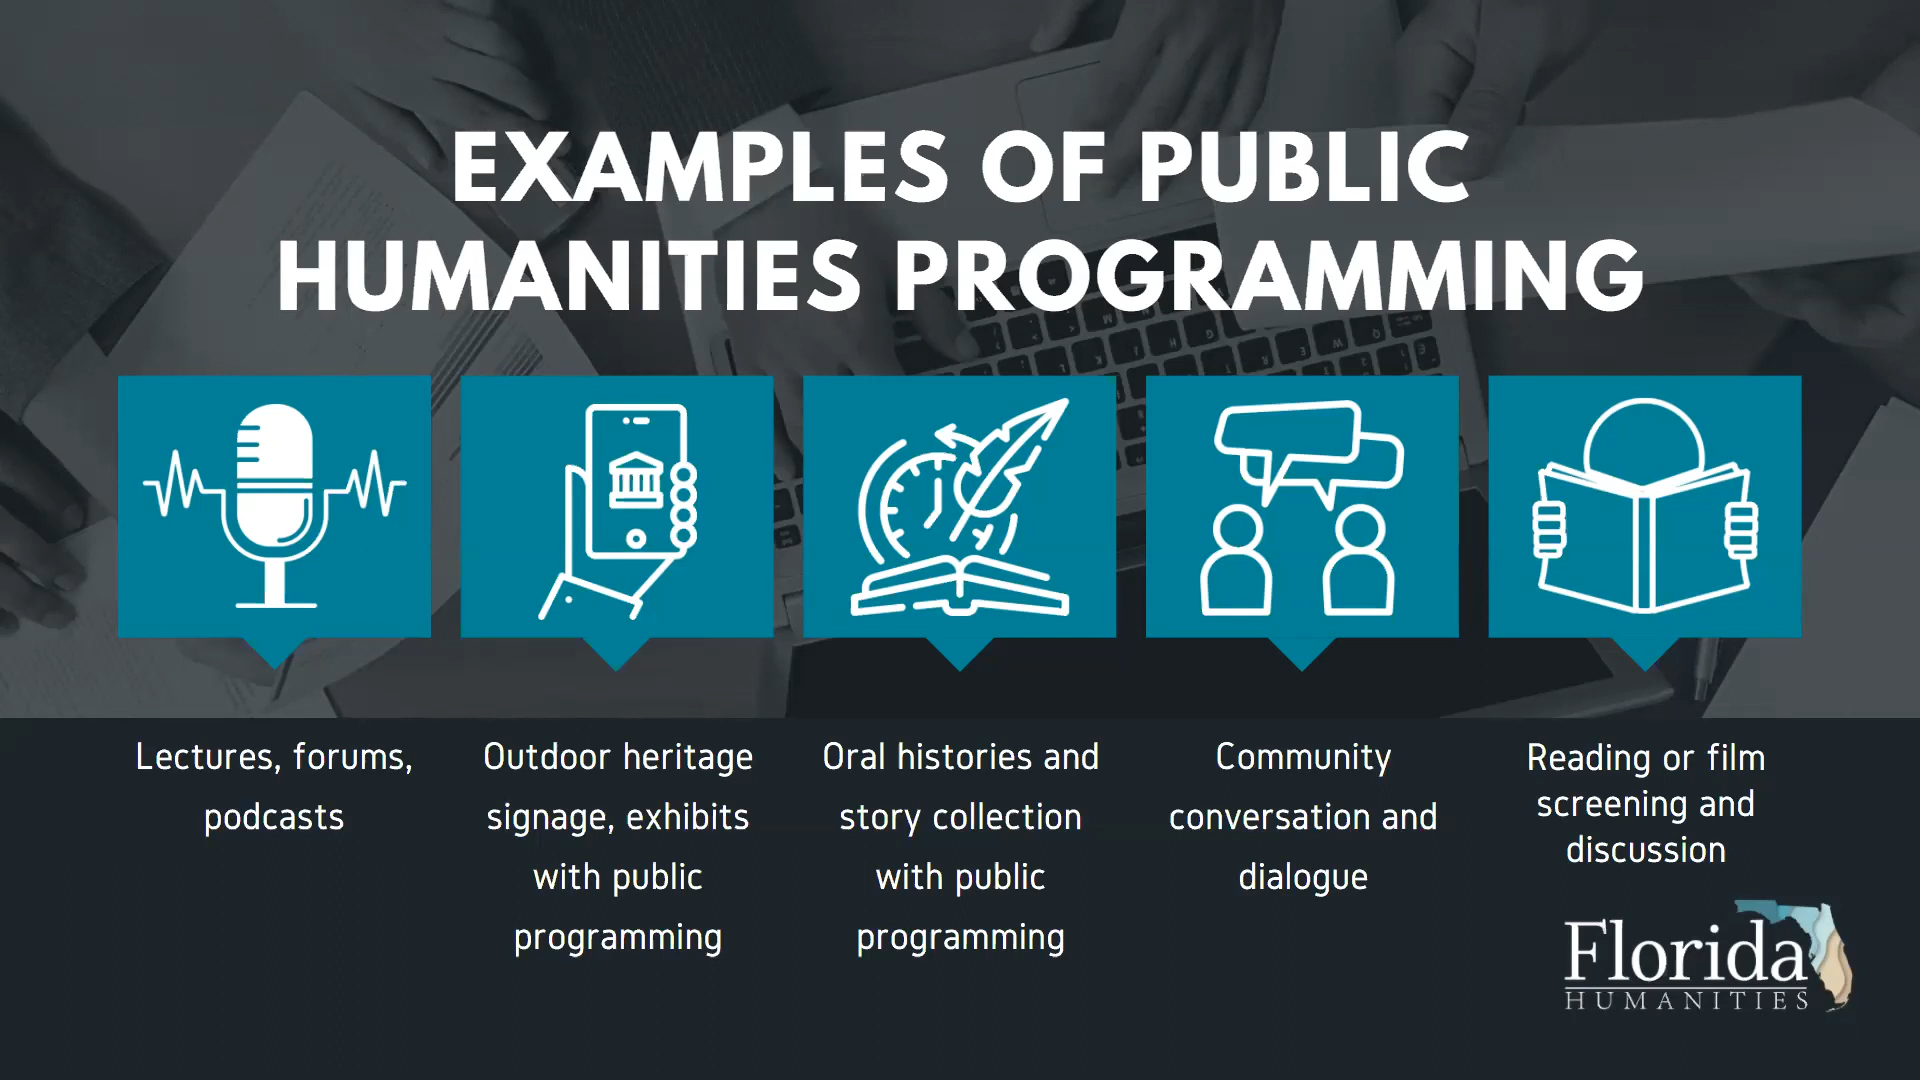 EXAMPLES OF PUBLIC
HUMANITIES PROGRAMMING
Lectures, forums,
podcasts
Outdoor heritage
signage, exhibits
with public
programming
Oral histories and
story collection
with public
programming
Community
conversation and
dialogue
Reading or film
screening and
discussion
Florida
HUMANITIES